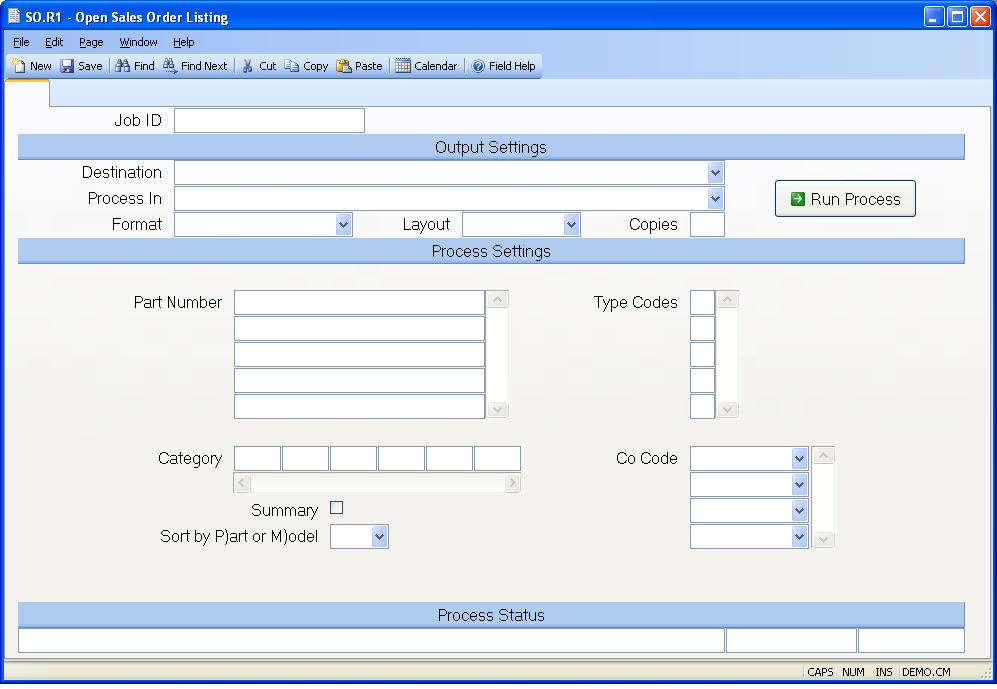 SO.R1 - Open Sales Order Listing
File Edit Page Window Help
New Save Find Find Next Cut Copy Paste Calendar Field Help
Job ID
Output Settings
Destination
Process In
Run Process
Format Layout Copies
Process Settings
Part Number Type Codes
Category Co Code
Summary
Sort by P)art or M)odel
Process Status
CAPS NUM INS DEMO.CM